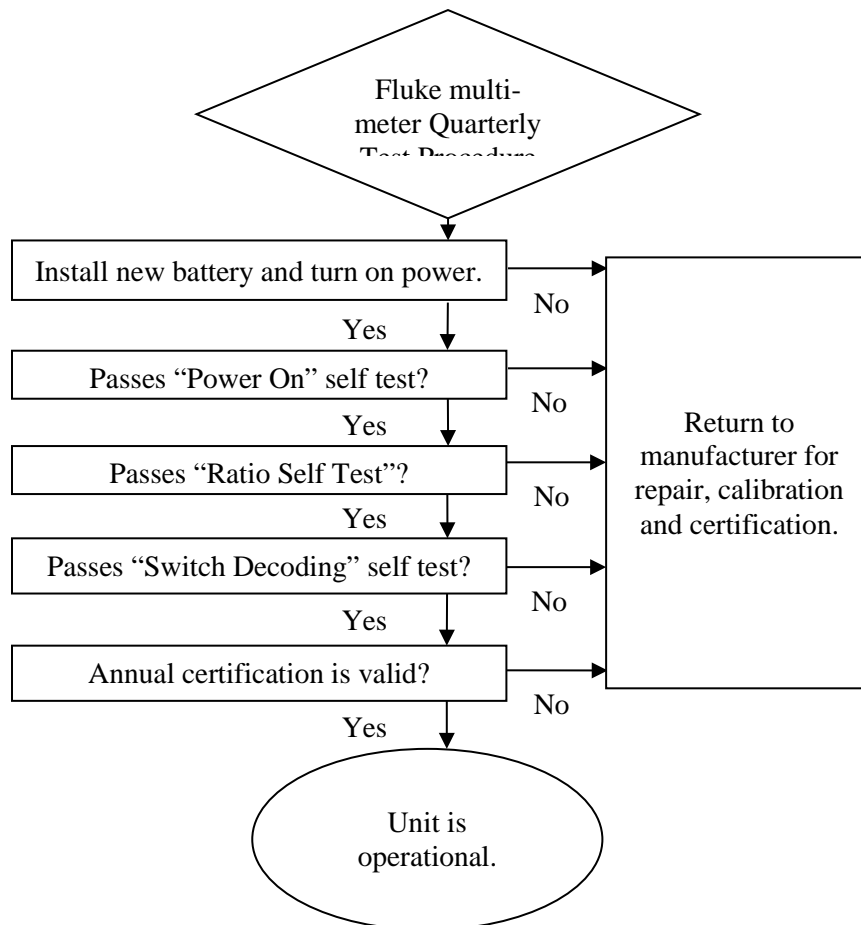 Fluke multi-
meter Quarterly
Test Procedure
Install new battery and turn on power.
No
Yes
Passes “Power On” self test?
No
Yes
Passes “Ratio Self Test”?
No
Yes
Passes “Switch Decoding” self test?
No
Yes
Annual certification is valid?
No
Yes
Return to
manufacturer for
repair, calibration
and certification.
Unit is
operational.